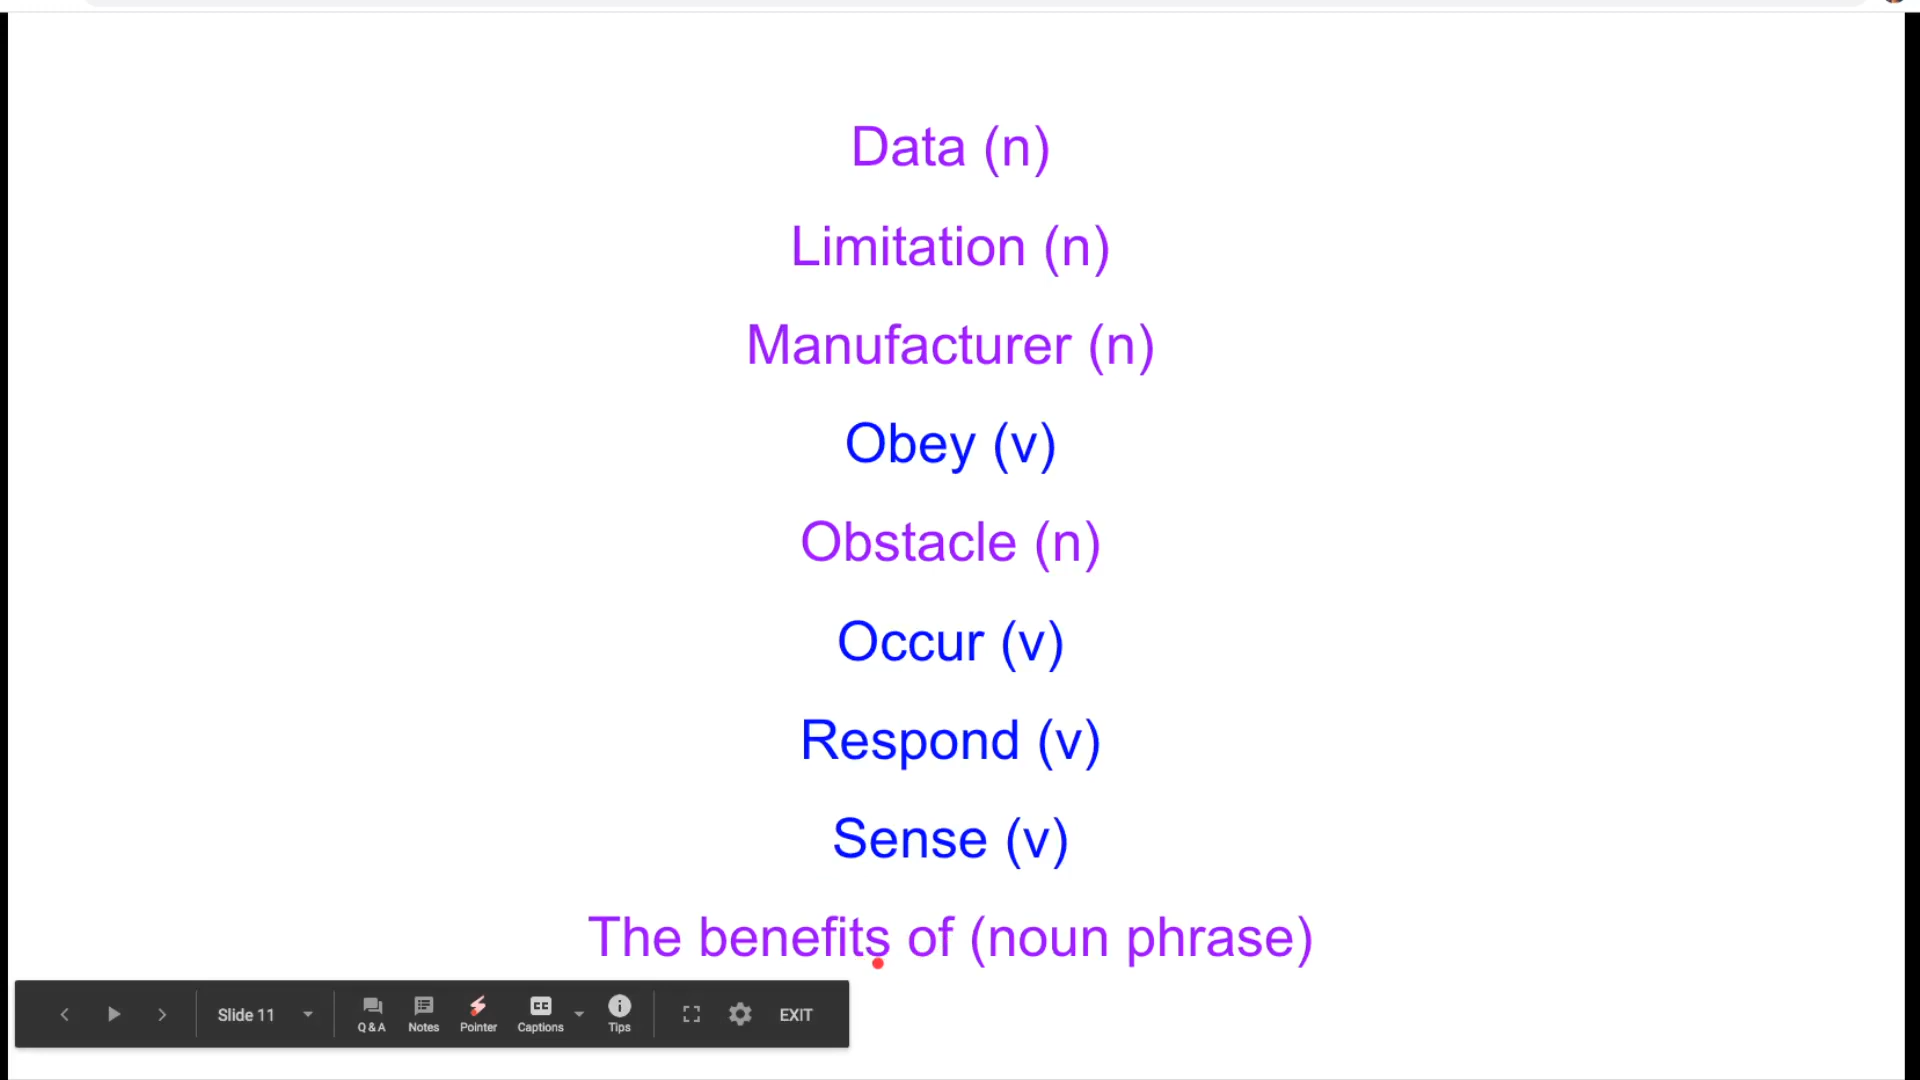 Data (n)
Limitation (n)
Manufacturer (n)
Obey (v)
Obstacle (n)
Occur (v)
Respond (v)
Sense (v)
The benefits of (noun phrase)
Slide 11
Q & A
Notes
Pointer
CC
Captions
Tips
EXIT